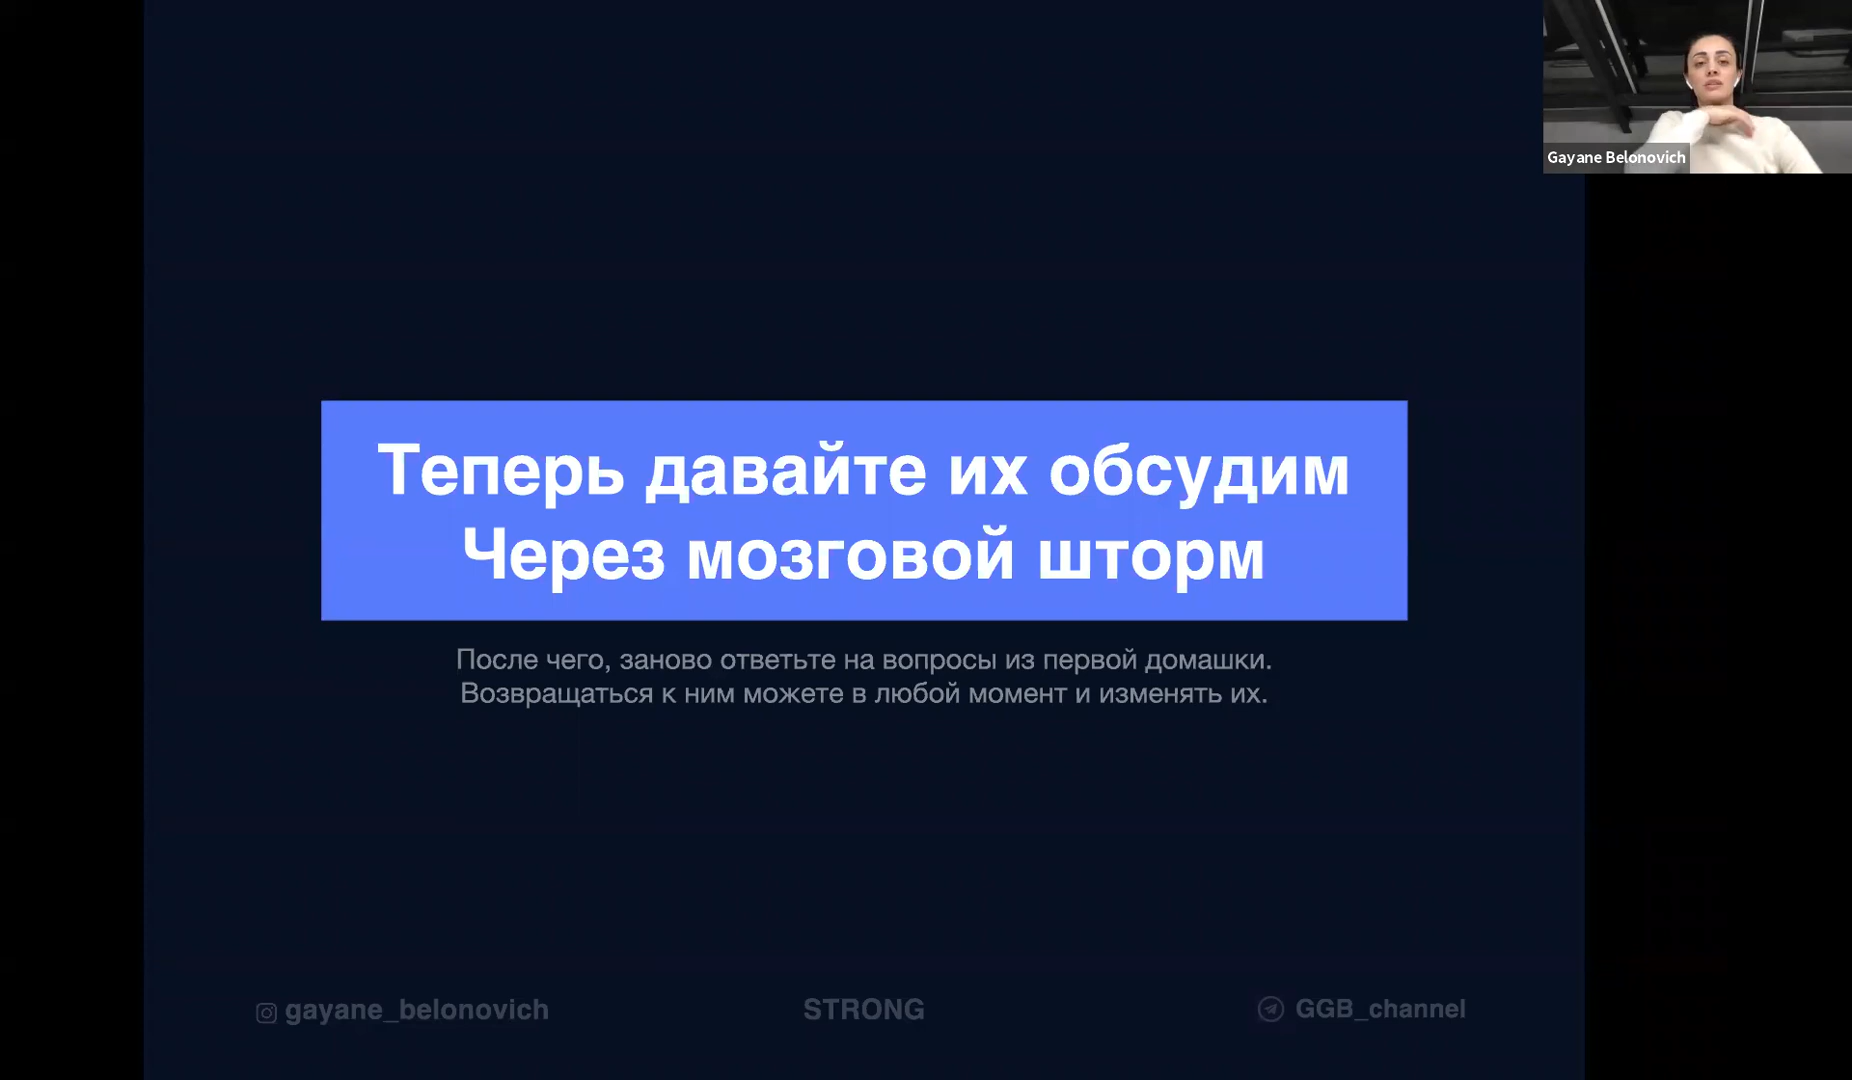 Gayane Belonovich
Теперь давайте их обсудим
Через мозговой шторм
После чего, заново ответьте на вопросы из первой домашки.
Возвращаться к ним можете в любой момент и изменять их.
gayane_belonovich
STRONG
GGB_channel